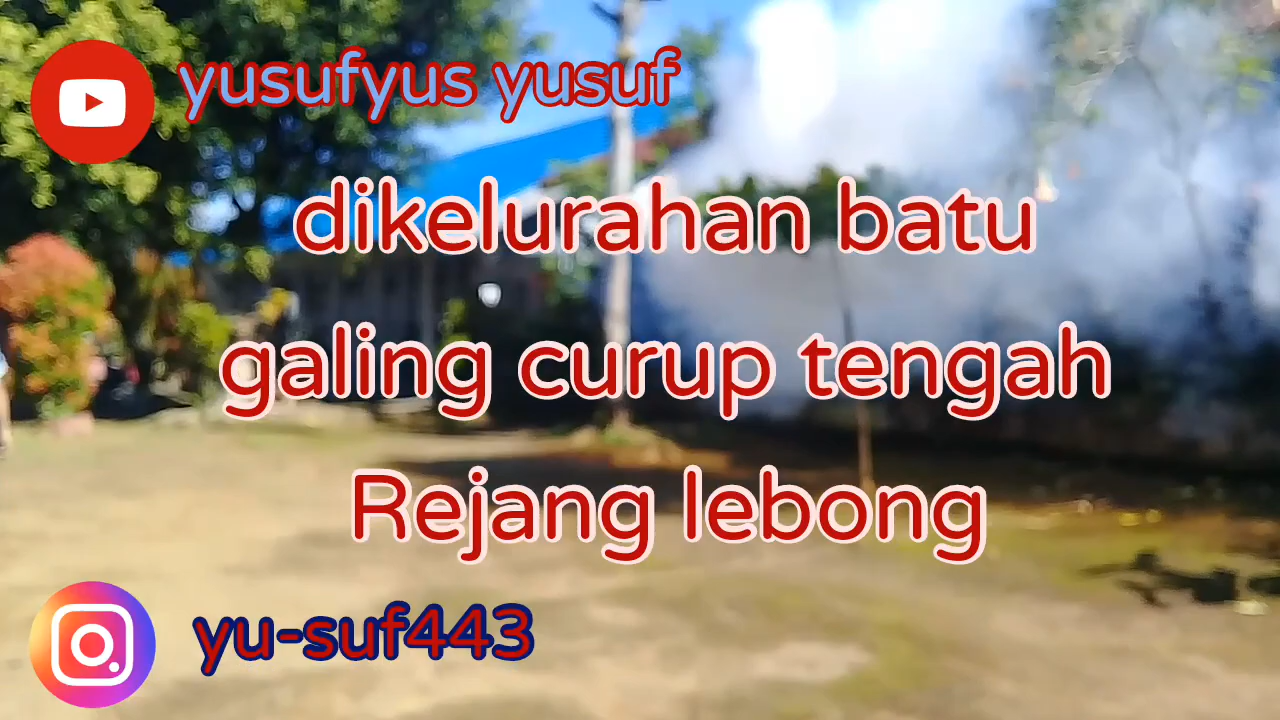 yusufyus yusuf
dikelurahan batu
galing curup tengah
Rejang lebong
yu-suf443